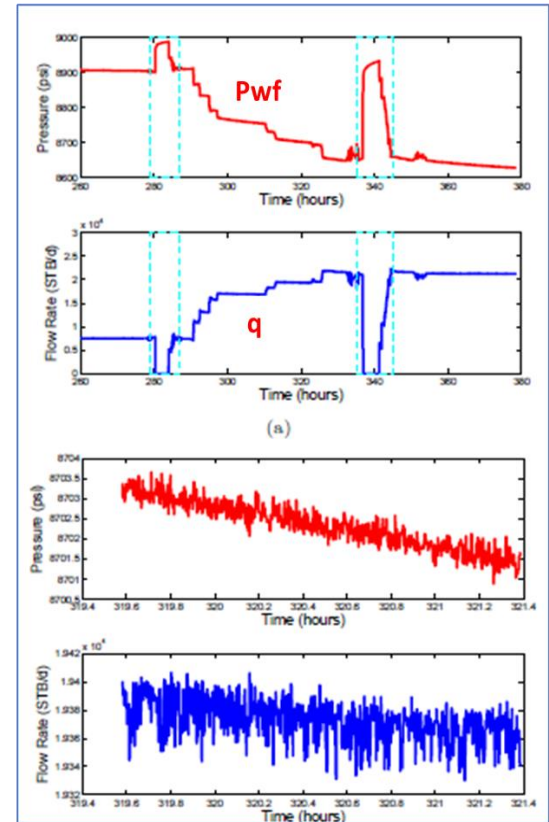 9000
8900
8800
8700
8600
Pressure (psi)
Pwf
260 280 300 320 340 360 380
Time (hours)
x 10⁴
3
2.5
2
1.5
1
0.5
0
Flow Rate (STB/d)
q
260 280 300 320 340 360 380
Time (hours)
(a)
8704
8703
8702.5
8702
8701.5
8701
8700.5
Pressure (psi)
319.4 319.6 319.8 320 320.2 320.4 320.6 320.8 321 321.2 321.4
Time (hours)
x 10⁴
1.942
1.94
1.938
1.936
1.934
1.932
Flow Rate (STB/d)
319.4 319.6 319.8 320 320.2 320.4 320.6 320.8 321 321.2 321.4
Time (hours)